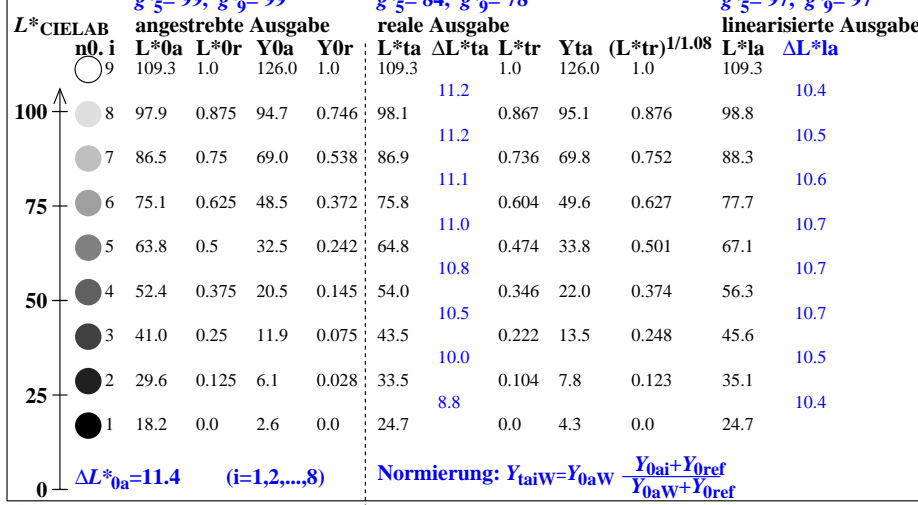 g*5= 99, g*9= 99 g*5= 84, g*9= 78 g*5= 97, g*9= 97
L*CIELAB angestrebte Ausgabe reale Ausgabe linearisierte Ausgabe
n0. i L*0a L*0r Y0a Y0r L*ta ΔL*ta L*tr Yta (L*tr)1/1.08 L*la ΔL*la
9 109.3 1.0 126.0 1.0 109.3 1.0 126.0 1.0 109.3
11.2 10.4
100 8 97.9 0.875 94.7 0.746 98.1 0.867 95.1 0.876 98.8
11.2 10.5
7 86.5 0.75 69.0 0.538 86.9 0.736 69.8 0.752 88.3
11.1 10.6
75 6 75.1 0.625 48.5 0.372 75.8 0.604 49.6 0.627 77.7
11.0 10.7
5 63.8 0.5 32.5 0.242 64.8 0.474 33.8 0.501 67.1
10.8 10.7
50 4 52.4 0.375 20.5 0.145 54.0 0.346 22.0 0.374 56.3
10.5 10.7
3 41.0 0.25 11.9 0.075 43.5 0.222 13.5 0.248 45.6
10.0 10.5
25 2 29.6 0.125 6.1 0.028 33.5 0.104 7.8 0.123 35.1
8.8 10.4
1 18.2 0.0 2.6 0.0 24.7 0.0 4.3 0.0 24.7
0 ΔL*0a=11.4 (i=1,2,...,8) Normierung: YtaiW=Y0aW Y0ai+Y0ref
Y0aW+Y0ref